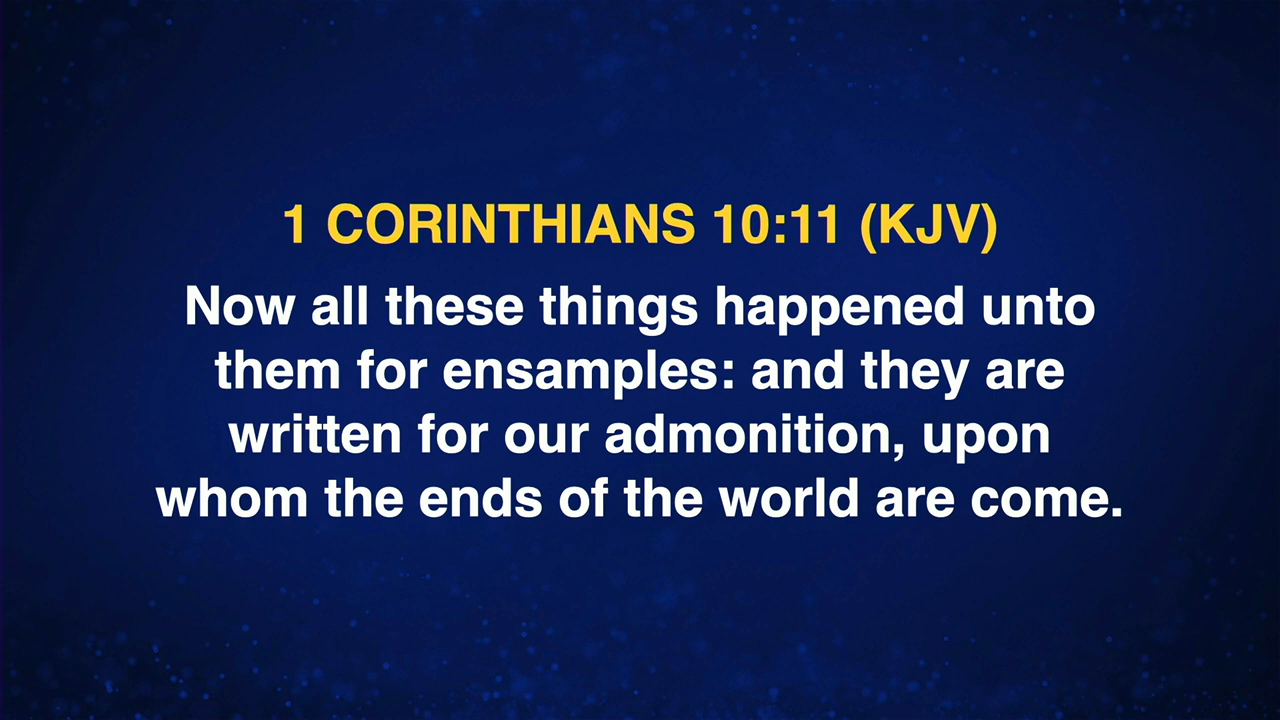 1 CORINTHIANS 10:11 (KJV)
Now all these things happened unto
them for ensamples: and they are
written for our admonition, upon
whom the ends of the world are come.